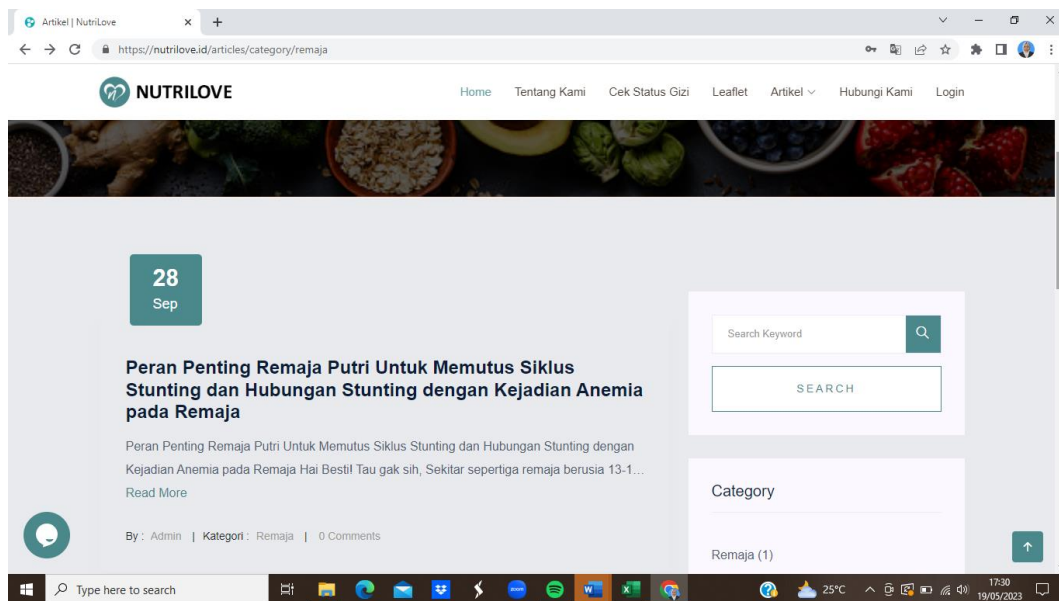 Artikel | NutriLove
https://nutrilove.id/articles/category/remaja
NUTRILOVE
Home Tentang Kami Cek Status Gizi Leaflet Artikel Hubungi Kami Login
28
Sep
Peran Penting Remaja Putri Untuk Memutus Siklus
Stunting dan Hubungan Stunting dengan Kejadian Anemia
pada Remaja
Peran Penting Remaja Putri Untuk Memutus Siklus Stunting dan Hubungan Stunting dengan
Kejadian Anemia pada Remaja Hai Besti! Tau gak sih, Sekitar sepertiga remaja berusia 13-1...
Read More
By : Admin | Kategori : Remaja | 0 Comments
Search Keyword
SEARCH
Category
Remaja (1)
Type here to search
zoom
W
X
25°C
17:30
19/05/2023